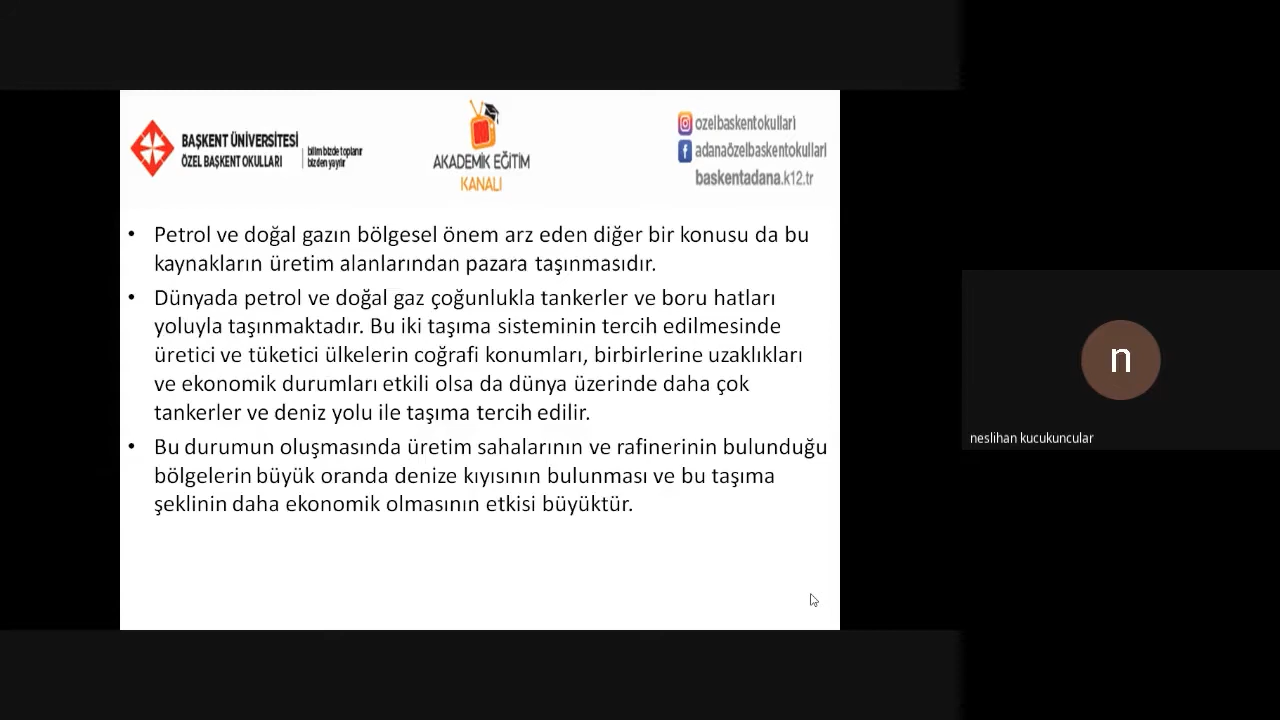 BAŞKENT ÜNİVERSİTESİ
ÖZEL BAŞKENT OKULLARI
bilim bizde toplanır
bizden yayılır
AKADEMİK EĞİTİM
KANALI
ozelbaskentokullari
adanaözelbaskentokullari
baskentadana.k12.tr
• Petrol ve doğal gazın bölgesel önem arz eden diğer bir konusu da bu
kaynakların üretim alanlarından pazara taşınmasıdır.
• Dünyada petrol ve doğal gaz çoğunlukla tankerler ve boru hatları
yoluyla taşınmaktadır. Bu iki taşıma sisteminin tercih edilmesinde
üretici ve tüketici ülkelerin coğrafi konumları, birbirlerine uzaklıkları
ve ekonomik durumları etkili olsa da dünya üzerinde daha çok
tankerler ve deniz yolu ile taşıma tercih edilir.
• Bu durumun oluşmasında üretim sahalarının ve rafinerinin bulunduğu
bölgelerin büyük oranda denize kıyısının bulunması ve bu taşıma
şeklinin daha ekonomik olmasının etkisi büyüktür.
n
neslihan kucukuncular